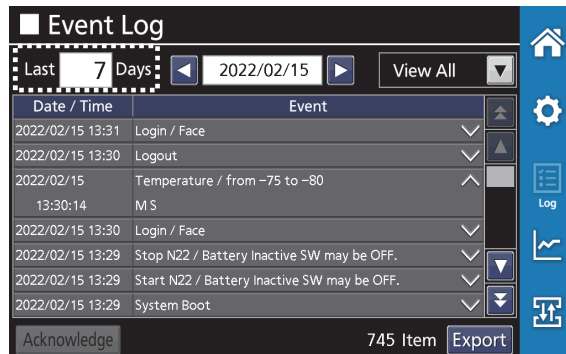 Event Log
Last 7 Days 2022/02/15 View All
Date / Time Event
2022/02/15 13:31 Login / Face
2022/02/15 13:30 Logout
2022/02/15 Temperature / from −75 to −80
13:30:14 M S
2022/02/15 13:30 Login / Face
2022/02/15 13:29 Stop N22 / Battery Inactive SW may be OFF.
2022/02/15 13:29 Start N22 / Battery Inactive SW may be OFF.
2022/02/15 13:29 System Boot
Acknowledge 745 Item Export
Log